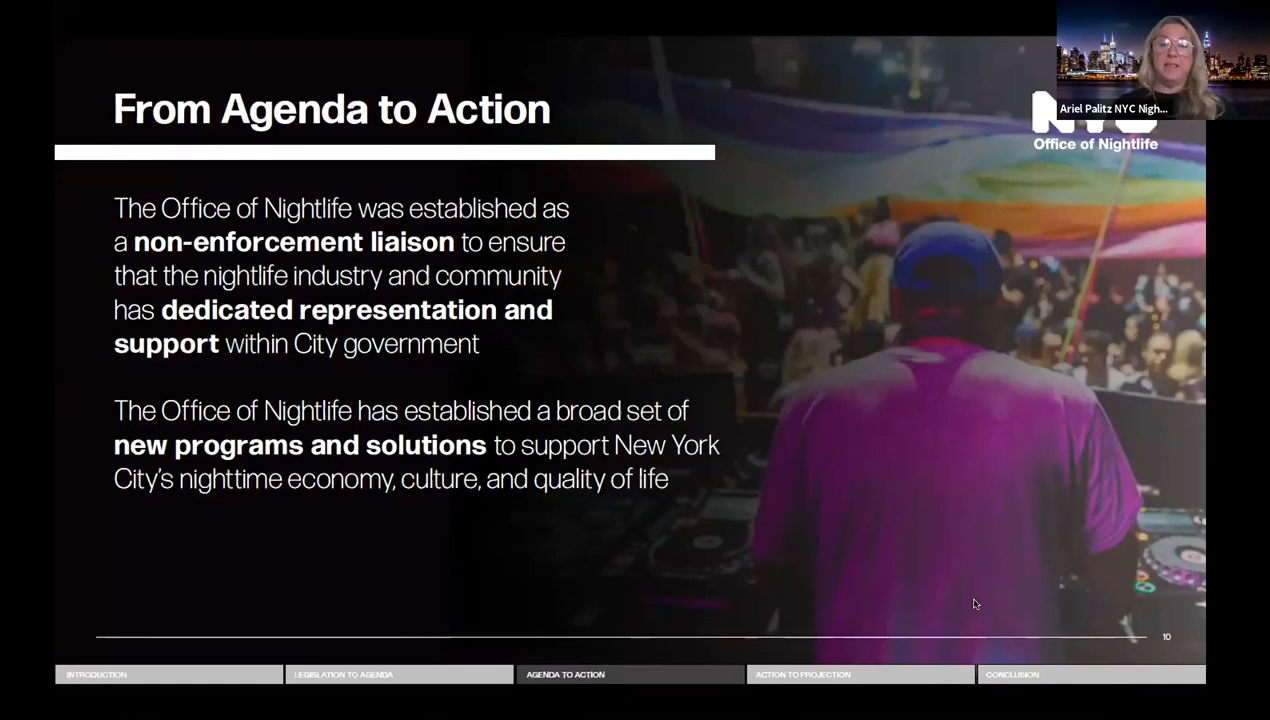 From Agenda to Action
Ariel Palitz NYC Nigh...
Office of Nightlife
The Office of Nightlife was established as
a non-enforcement liaison to ensure
that the nightlife industry and community
has dedicated representation and
support within City government
The Office of Nightlife has established a broad set of
new programs and solutions to support New York
City's nighttime economy, culture, and quality of life
10
INTRODUCTION
LEGISLATION TO AGENDA
AGENDA TO ACTION
ACTION TO PROJECTION
CONCLUSION